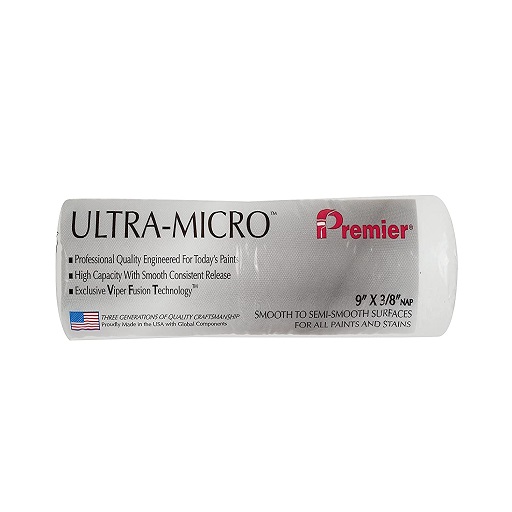 ULTRA-MICRO™
Premier®
■ Professional Quality Engineered For Today's Paint
■ High Capacity With Smooth Consistent Release
■ Exclusive Viper Fusion Technology™
9" X 3/8" NAP
THREE GENERATIONS OF QUALITY CRAFTSMANSHIP
Proudly Made in the USA with Global Components
SMOOTH TO SEMI-SMOOTH SURFACES
FOR ALL PAINTS AND STAINS